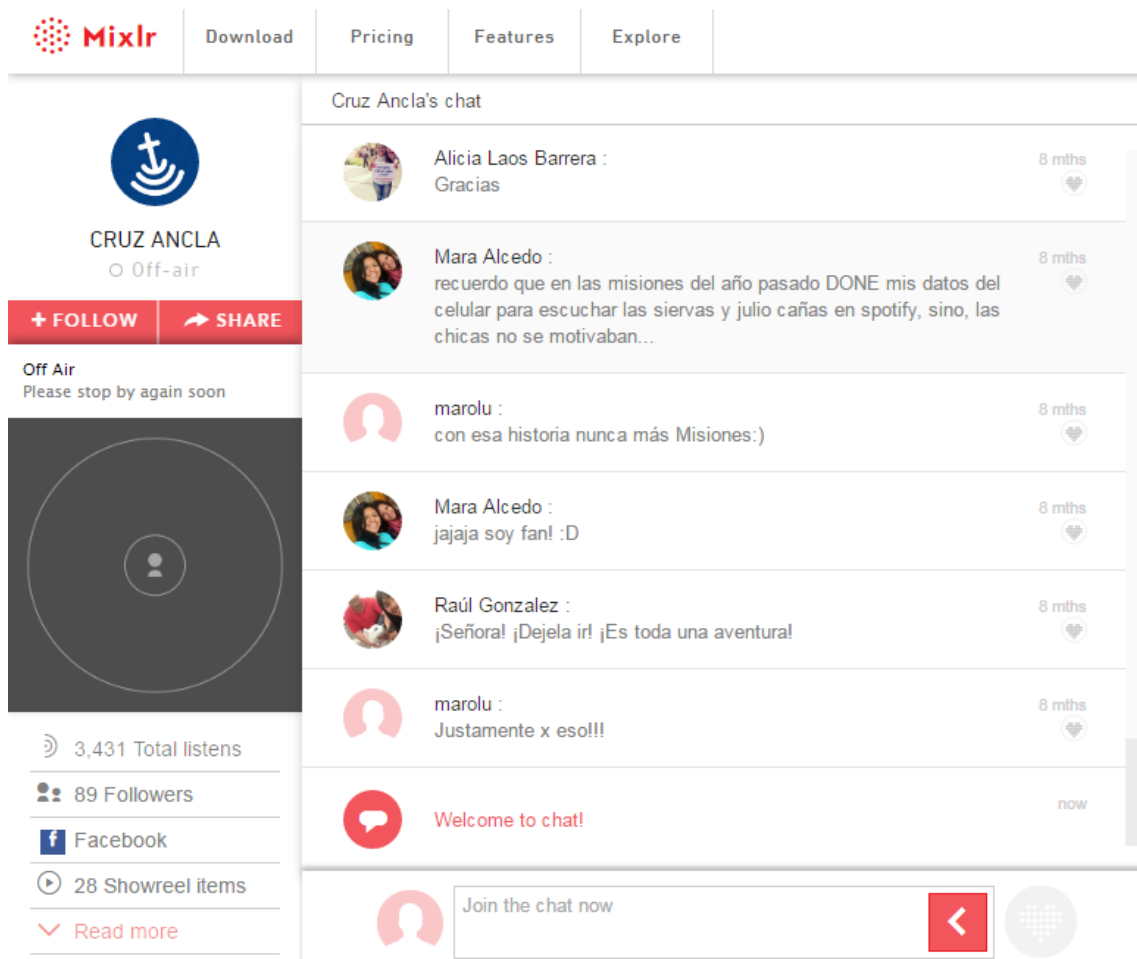 Mixlr
Download
Pricing
Features
Explore
CRUZ ANCLA
Off-air
+ FOLLOW
SHARE
Off Air
Please stop by again soon
3,431 Total listens
89 Followers
f Facebook
28 Showreel items
Read more
Cruz Ancla's chat
Alicia Laos Barrera :
8 mths
Gracias
Mara Alcedo :
8 mths
recuerdo que en las misiones del año pasado DONE mis datos del
celular para escuchar las siervas y julio cañas en spotify, sino, las
chicas no se motivaban...
marolu :
8 mths
con esa historia nunca más Misiones:)
Mara Alcedo :
8 mths
jajaja soy fan! :D
Raúl Gonzalez :
8 mths
¡Señora! ¡Dejela ir! ¡Es toda una aventura!
marolu :
8 mths
Justamente x eso!!!
Welcome to chat!
now
Join the chat now